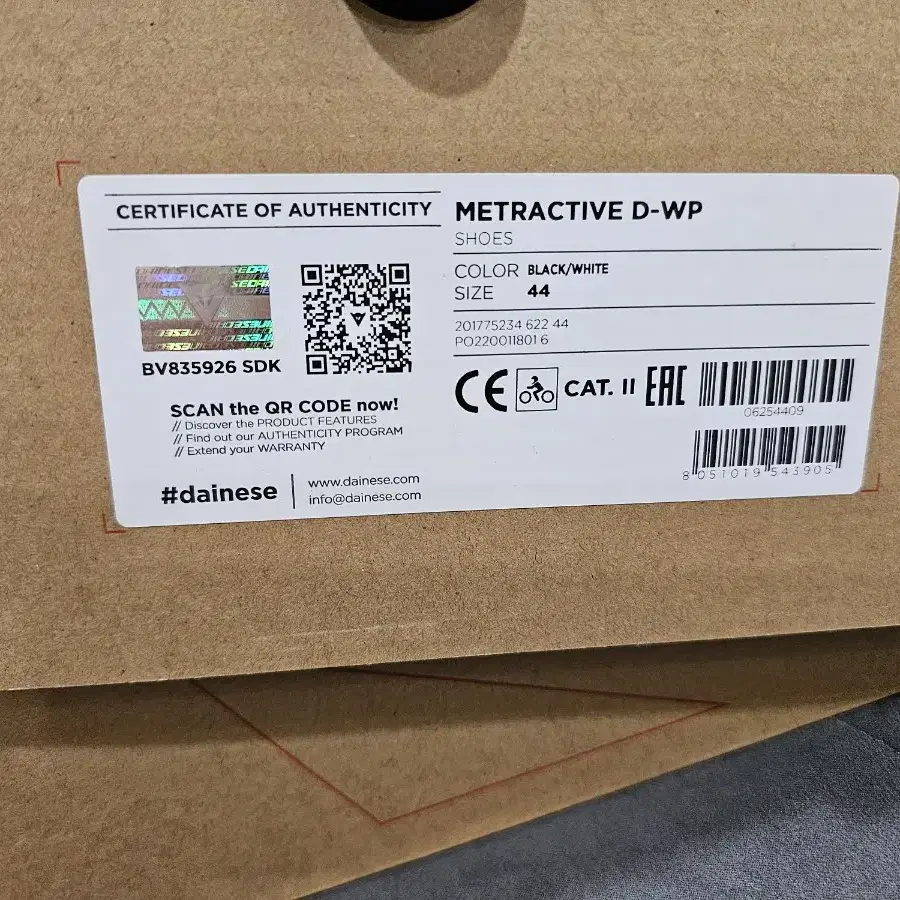 CERTIFICATE OF AUTHENTICITY
BV835926 SDK
SCAN the QR CODE now!
// Discover the PRODUCT FEATURES
// Find out our AUTHENTICITY PROGRAM
// Extend your WARRANTY
#dainese
www.dainese.com
info@dainese.com
METRACTIVE D-WP
SHOES
COLOR BLACK/WHITE
SIZE 44
201775234 622 44
PO2200118016
CE CAT. II EAC
06254409
8 051019 543905